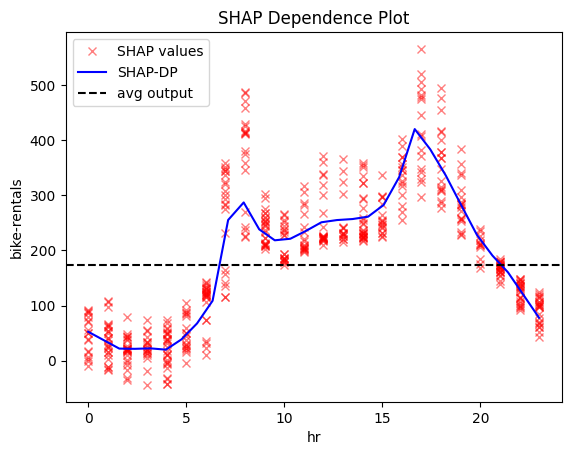 SHAP Dependence Plot
SHAP values
SHAP-DP
avg output
bike-rentals
500
400
300
200
100
0
0 5 10 15 20
hr